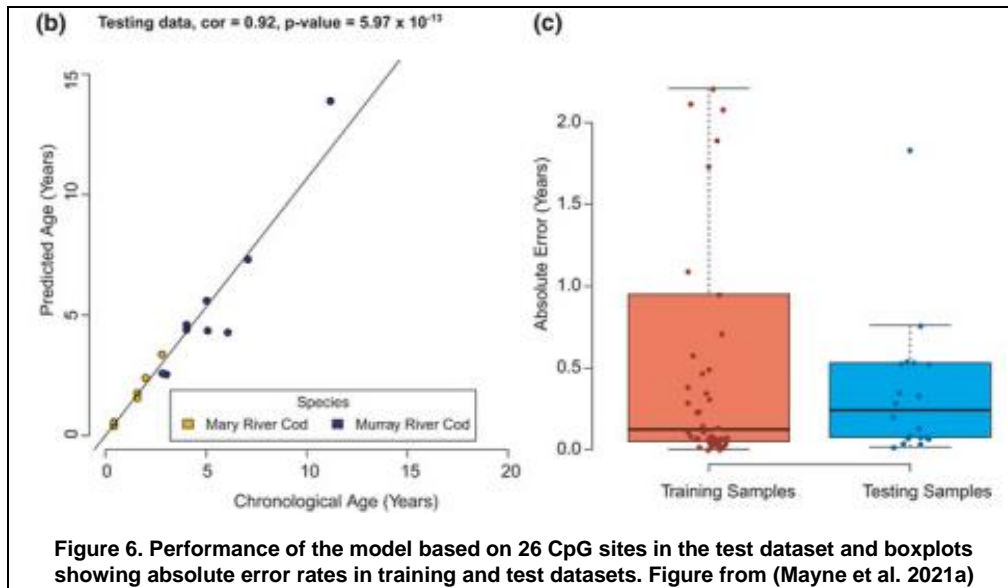 (b) Testing data, cor = 0.92, p-value = 5.97 x 10⁻¹³
Predicted Age (Years)
15
10
5
0
0 5 10 15 20
Chronological Age (Years)
Species
Mary River Cod Murray River Cod
(c)
Absolute Error (Years)
2.0
1.5
1.0
0.5
0.0
Training Samples Testing Samples
Figure 6. Performance of the model based on 26 CpG sites in the test dataset and boxplots
showing absolute error rates in training and test datasets. Figure from (Mayne et al. 2021a)